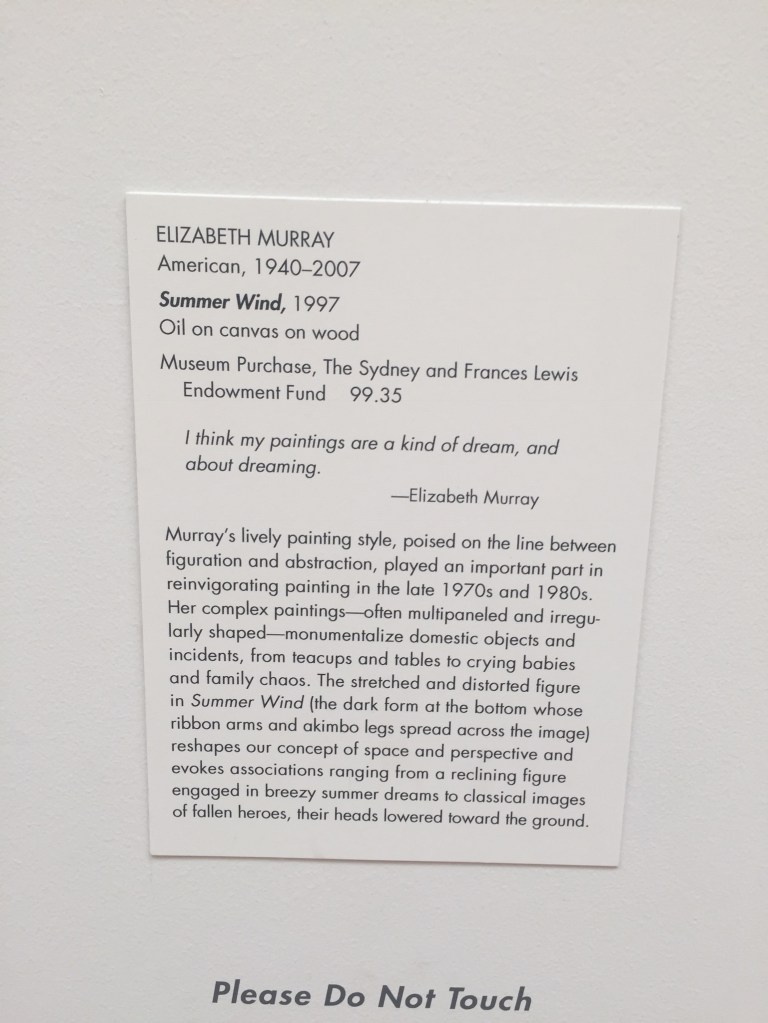 ELIZABETH MURRAY
American, 1940–2007
Summer Wind, 1997
Oil on canvas on wood
Museum Purchase, The Sydney and Frances Lewis
Endowment Fund 99.35
I think my paintings are a kind of dream, and
about dreaming.
—Elizabeth Murray
Murray's lively painting style, poised on the line between
figuration and abstraction, played an important part in
reinvigorating painting in the late 1970s and 1980s.
Her complex paintings—often multipaneled and irregu-
larly shaped—monumentalize domestic objects and
incidents, from teacups and tables to crying babies
and family chaos. The stretched and distorted figure
in Summer Wind (the dark form at the bottom whose
ribbon arms and akimbo legs spread across the image)
reshapes our concept of space and perspective and
evokes associations ranging from a reclining figure
engaged in breezy summer dreams to classical images
of fallen heroes, their heads lowered toward the ground.
Please Do Not Touch